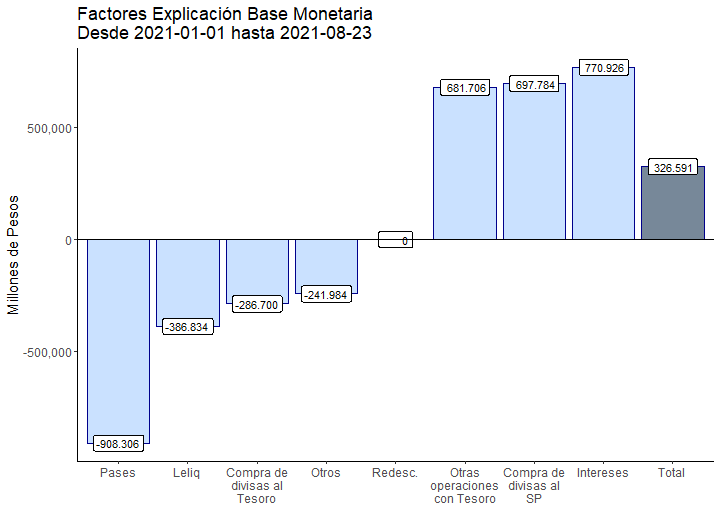 Factores Explicación Base Monetaria
Desde 2021-01-01 hasta 2021-08-23
Millones de Pesos
500,000
0
-500,000
-908.306
-386.834
-286.700
-241.984
0
681.706
697.784
770.926
326.591
Pases
Leliq
Compra de
divisas al
Tesoro
Otros
Redesc.
Otras
operaciones
con Tesoro
Compra de
divisas al
SP
Intereses
Total